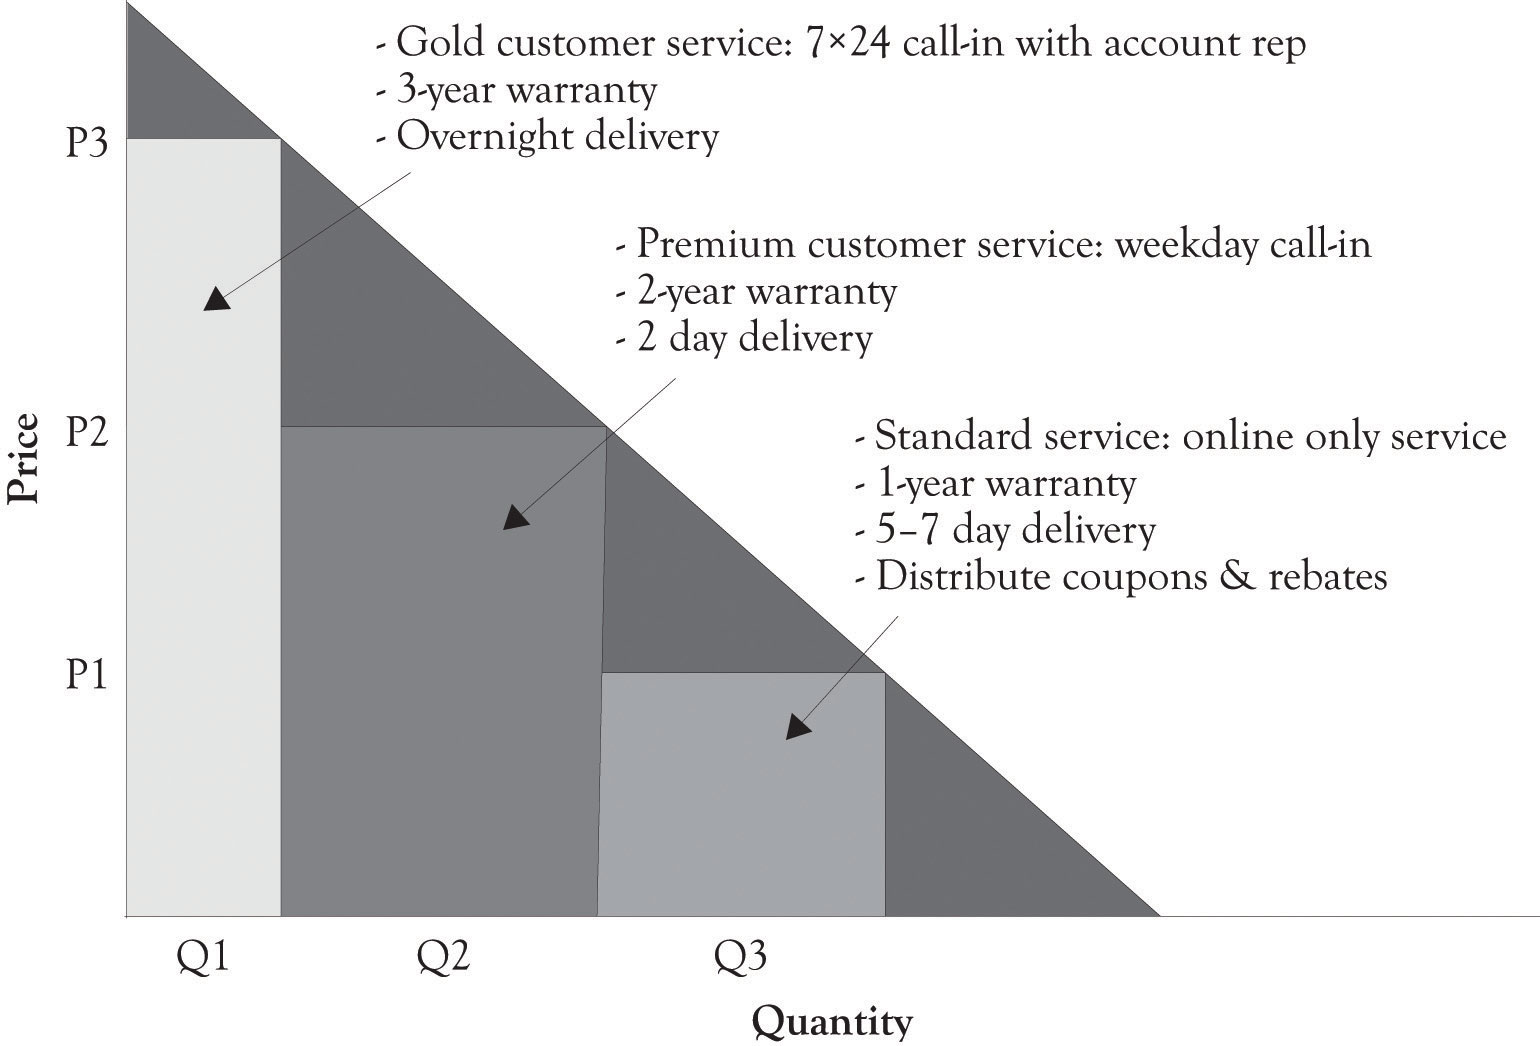 - Gold customer service: 7×24 call-in with account rep
- 3-year warranty
- Overnight delivery
P3
- Premium customer service: weekday call-in
- 2-year warranty
- 2 day delivery
P2
Price
- Standard service: online only service
- 1-year warranty
- 5–7 day delivery
- Distribute coupons & rebates
P1
Q1 Q2 Q3
Quantity